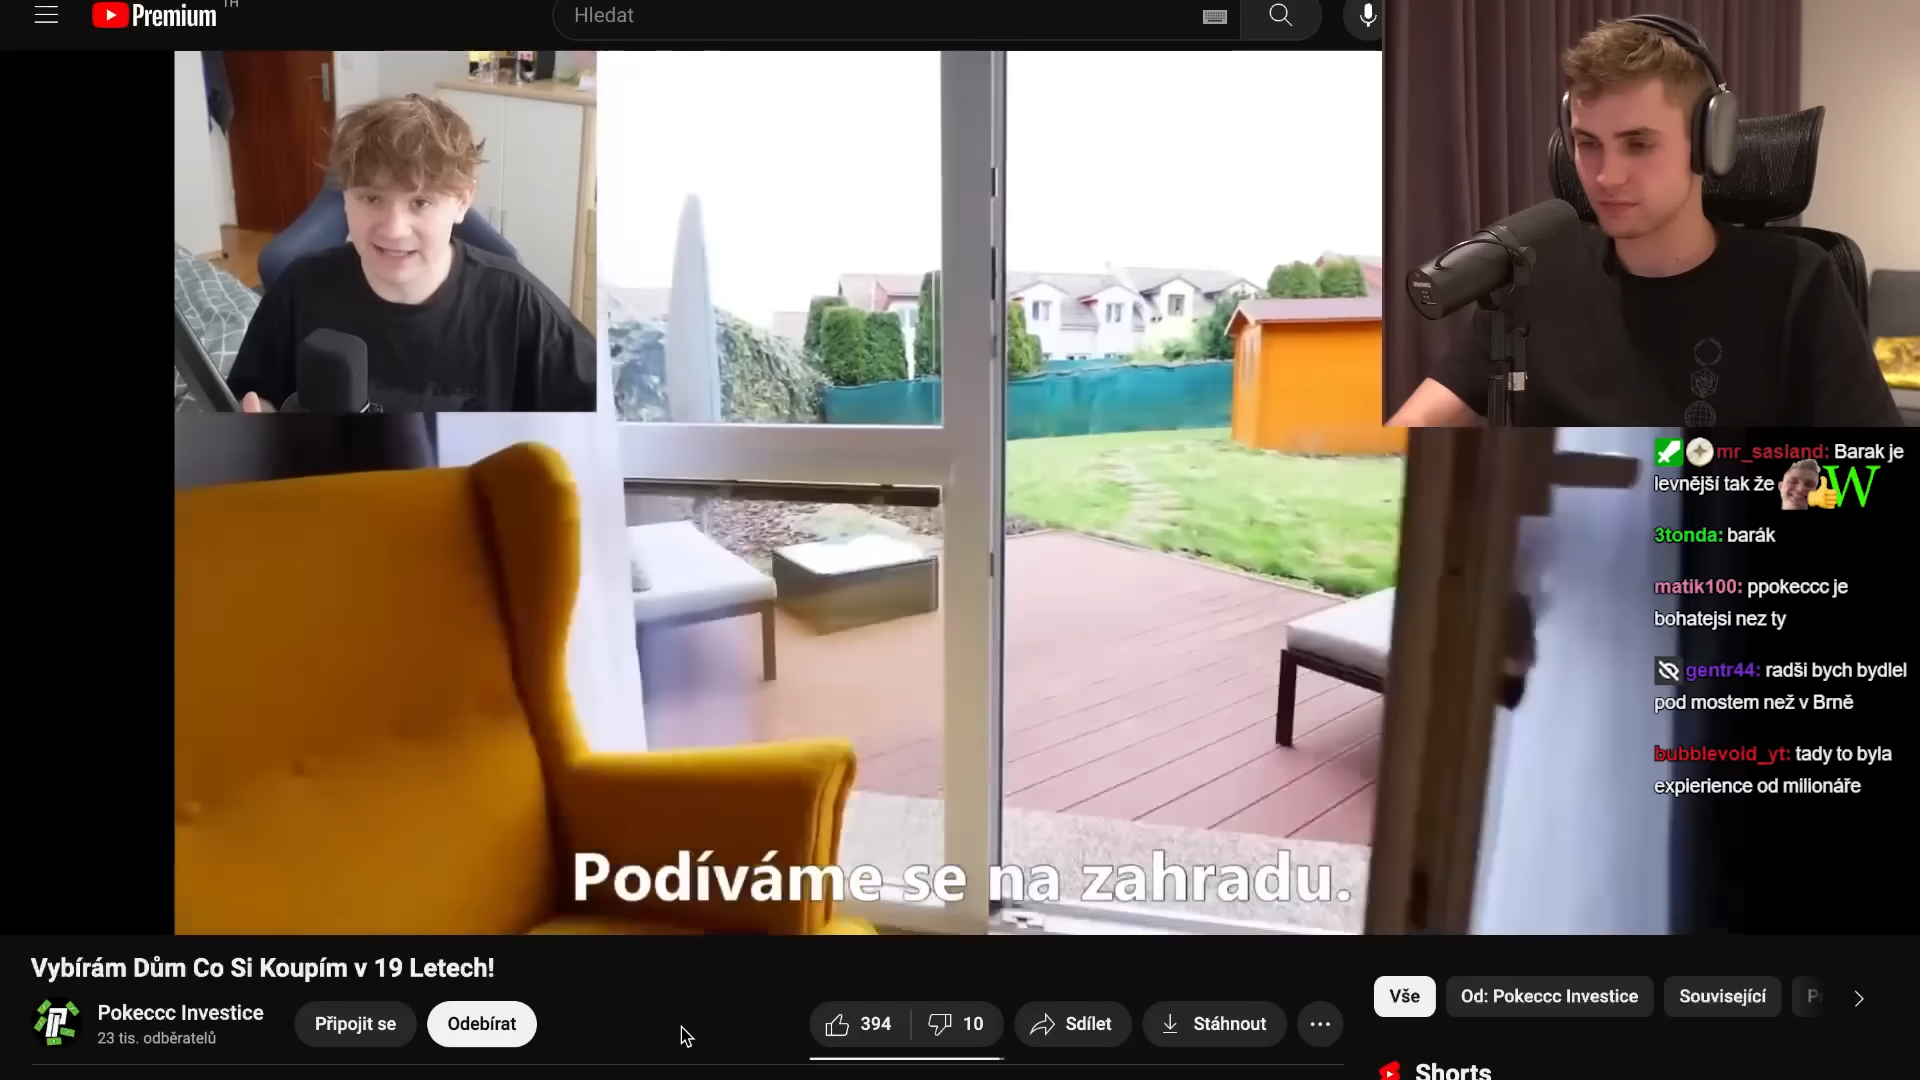 Premium TH
Hledat
mr_sasland: Barak je
levnější tak že W
3tonda: barák
matik100: ppokeccc je
bohatejsi nez ty
gentr44: radši bych bydlel
pod mostem než v Brně
bubblevoid_yt: tady to byla
expierience od milionáře
Podíváme se na zahradu.
Vybírám Dům Co Si Koupím v 19 Letech!
Pokeccc Investice
23 tis. odběratelů
Připojit se
Odebírat
394
10
Sdílet
Stáhnout
Vše
Od: Pokeccc Investice
Související
Shorts